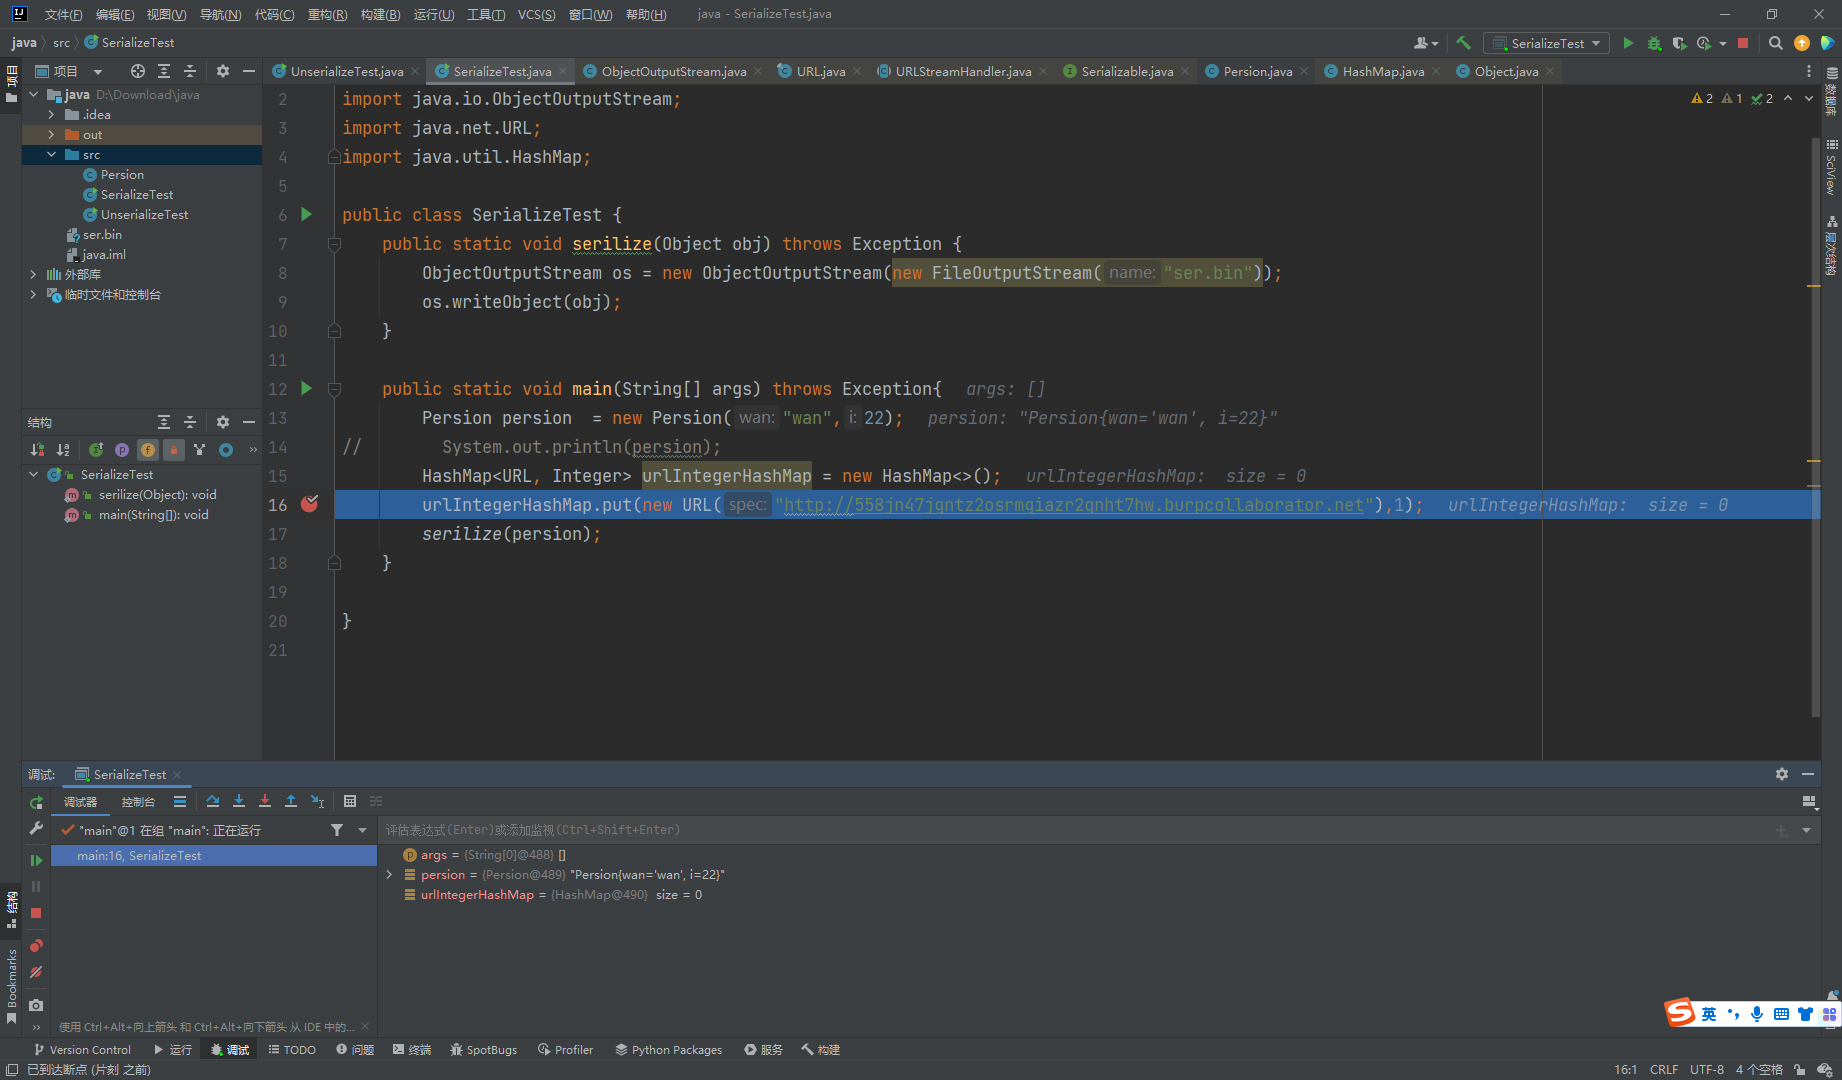 文件(F) 编辑(E) 视图(V) 导航(N) 代码(C) 重构(R) 构建(B) 运行(U) 工具(T) VCS(S) 窗口(W) 帮助(H) java - SerializeTest.java
java src SerializeTest
SerializeTest
项目
UnserializeTest.java SerializeTest.java ObjectOutputStream.java URL.java URLStreamHandler.java Serializable.java Persion.java HashMap.java Object.java
java D:\Download\java
.idea
out
src
Persion
SerializeTest
UnserializeTest
ser.bin
java.iml
外部库
临时文件和控制台
2 import java.io.ObjectOutputStream;
3 import java.net.URL;
4 import java.util.HashMap;
5
6 public class SerializeTest {
7 public static void serilize(Object obj) throws Exception {
8 ObjectOutputStream os = new ObjectOutputStream(new FileOutputStream( name: "ser.bin"));
9 os.writeObject(obj);
10 }
11
12 public static void main(String[] args) throws Exception{ args: []
13 Persion persion = new Persion( wan: "wan", i: 22); persion: "Persion{wan='wan', i=22}"
14 // System.out.println(persion);
15 HashMap<URL, Integer> urlIntegerHashMap = new HashMap<>(); urlIntegerHashMap: size = 0
16 urlIntegerHashMap.put(new URL( spec: "http://558jn47jgntz2osrmgiazr2qnht7hw.burpcollaborator.net"),1); urlIntegerHashMap: size = 0
17 serilize(persion);
18 }
19
20 }
21
2 1 2
数据库
SciView
层次结构
项目
结构
SerializeTest
serilize(Object): void
main(String[]): void
调试: SerializeTest
调试器 控制台
"main"@1 在组 "main": 正在运行
main:16, SerializeTest
评估表达式(Enter)或添加监视(Ctrl+Shift+Enter)
args = {String[0]@488} []
persion = {Persion@489} "Persion{wan='wan', i=22}"
urlIntegerHashMap = {HashMap@490} size = 0
结构
Bookmarks
使用 Ctrl+Alt+向上箭头 和 Ctrl+Alt+向下箭头 从 IDE 中的...
英
Version Control 运行 调试 TODO 问题 终端 SpotBugs Profiler Python Packages 服务 构建
已到达断点 (片刻 之前)
16:1 CRLF UTF-8 4 个空格